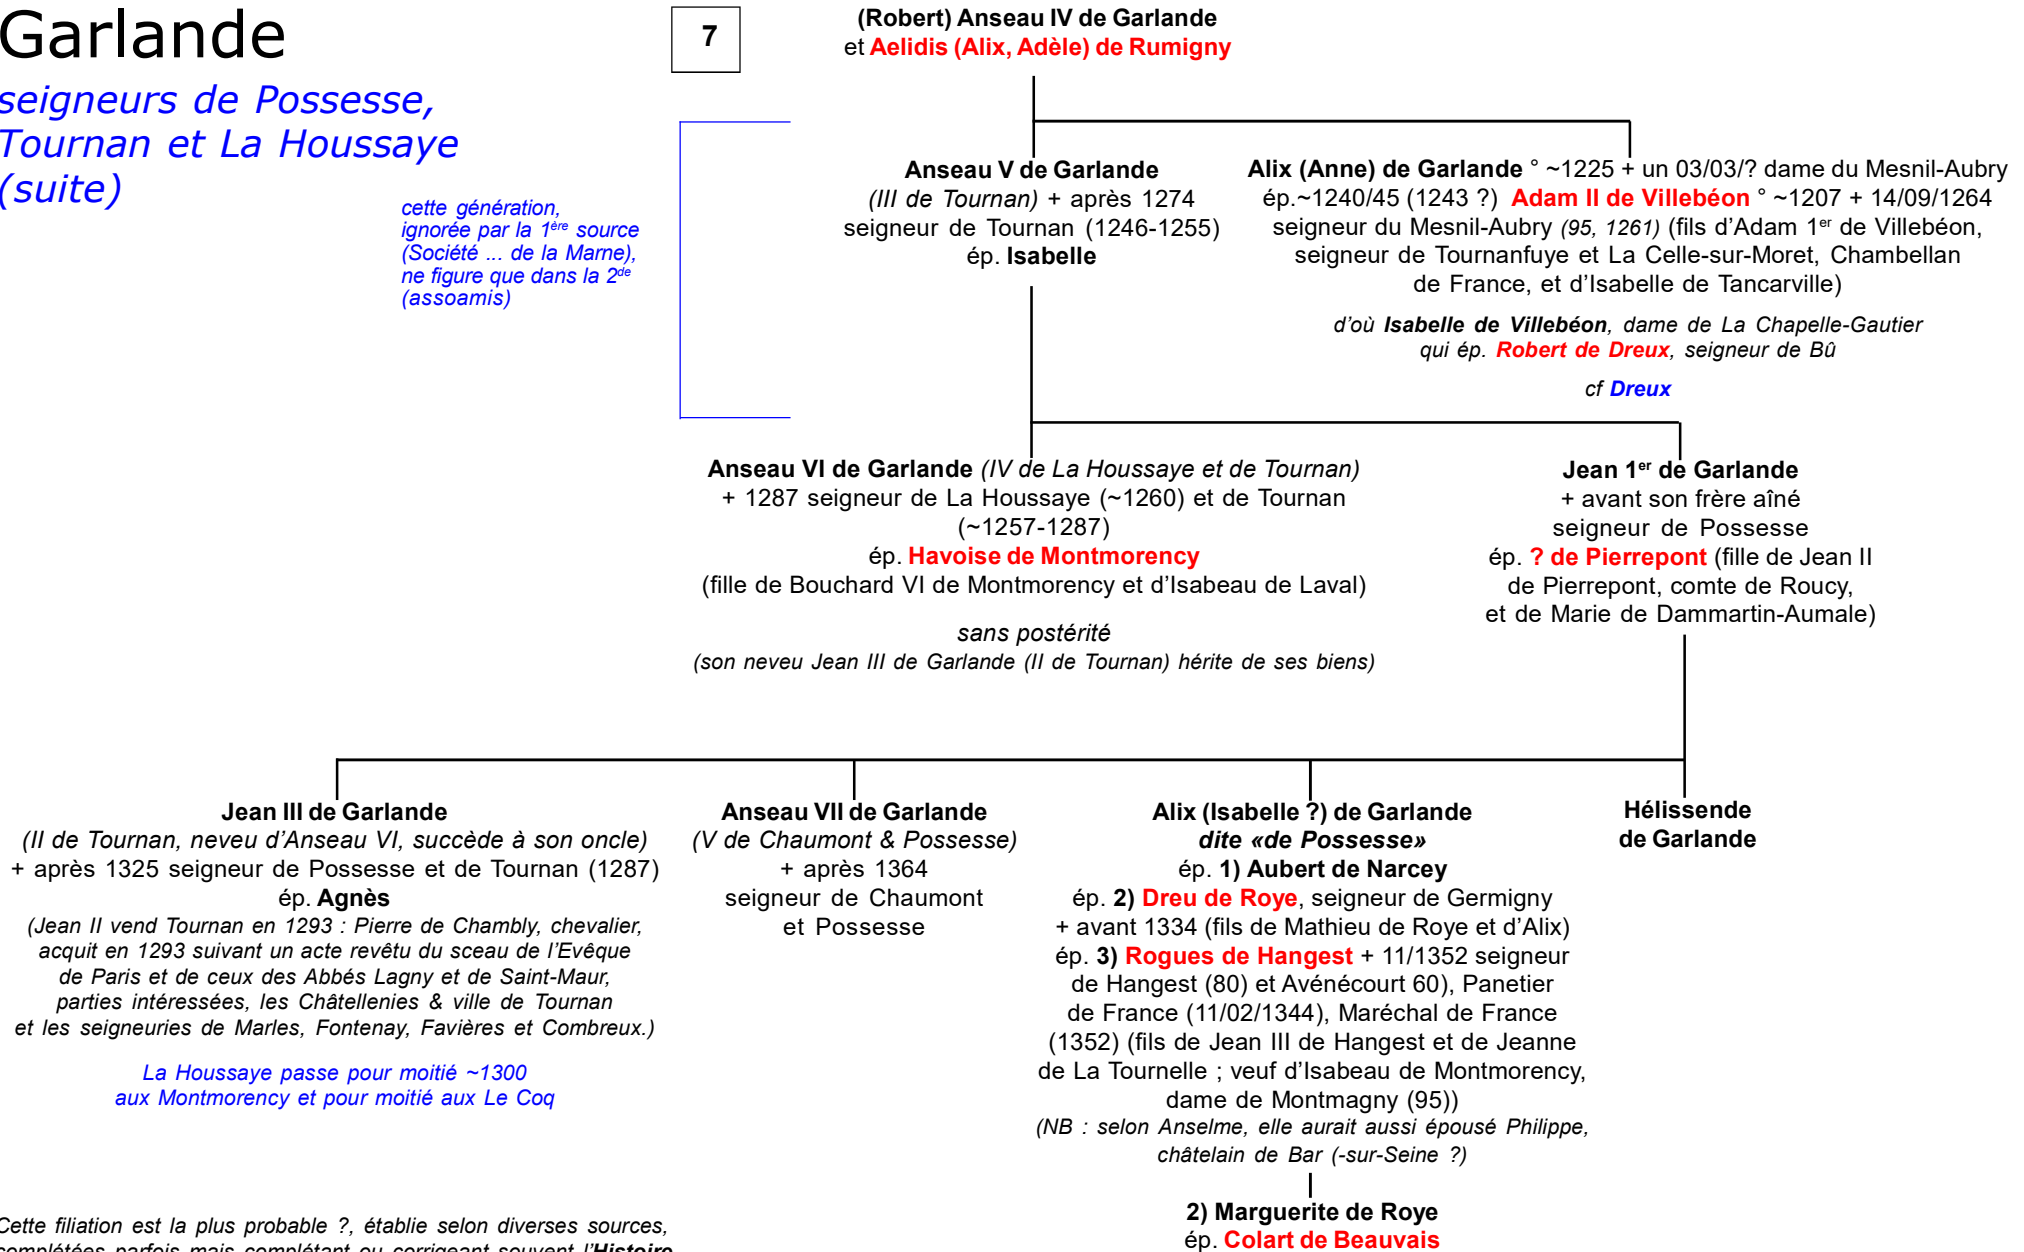 Garlande
seigneurs de Possesse,
Tournan et La Houssaye
(suite)
7
(Robert) Anseau IV de Garlande
et Aelidis (Alix, Adèle) de Rumigny
cette génération,
ignorée par la 1ère source
(Société ... de la Marne),
ne figure que dans la 2de
(assoamis)
Anseau V de Garlande
(III de Tournan) + après 1274
seigneur de Tournan (1246-1255)
ép. Isabelle
Alix (Anne) de Garlande ° ~1225 + un 03/03/? dame du Mesnil-Aubry
ép.~1240/45 (1243 ?) Adam II de Villebéon ° ~1207 + 14/09/1264
seigneur du Mesnil-Aubry (95, 1261) (fils d’Adam 1er de Villebéon,
seigneur de Tournanfuye et La Celle-sur-Moret, Chambellan
de France, et d’Isabelle de Tancarville)
d’où Isabelle de Villebéon, dame de La Chapelle-Gautier
qui ép. Robert de Dreux, seigneur de Bû
cf Dreux
Anseau VI de Garlande (IV de La Houssaye et de Tournan)
+ 1287 seigneur de La Houssaye (~1260) et de Tournan
(~1257-1287)
ép. Havoise de Montmorency
(fille de Bouchard VI de Montmorency et d’Isabeau de Laval)
sans postérité
(son neveu Jean III de Garlande (II de Tournan) hérite de ses biens)
Jean 1er de Garlande
+ avant son frère aîné
seigneur de Possesse
ép. ? de Pierrepont (fille de Jean II
de Pierrepont, comte de Roucy,
et de Marie de Dammartin-Aumale)
Jean III de Garlande
(II de Tournan, neveu d’Anseau VI, succède à son oncle)
+ après 1325 seigneur de Possesse et de Tournan (1287)
ép. Agnès
(Jean II vend Tournan en 1293 : Pierre de Chambly, chevalier,
acquit en 1293 suivant un acte revêtu du sceau de l’Evêque
de Paris et de ceux des Abbés Lagny et de Saint-Maur,
parties intéressées, les Châtellenies & ville de Tournan
et les seigneuries de Marles, Fontenay, Favières et Combreux.)
La Houssaye passe pour moitié ~1300
aux Montmorency et pour moitié aux Le Coq
Anseau VII de Garlande
(V de Chaumont & Possesse)
+ après 1364
seigneur de Chaumont
et Possesse
Alix (Isabelle ?) de Garlande
dite «de Possesse»
ép. 1) Aubert de Narcey
ép. 2) Dreu de Roye, seigneur de Germigny
+ avant 1334 (fils de Mathieu de Roye et d’Alix)
ép. 3) Rogues de Hangest + 11/1352 seigneur
de Hangest (80) et Avénécourt 60), Panetier
de France (11/02/1344), Maréchal de France
(1352) (fils de Jean III de Hangest et de Jeanne
de La Tournelle ; veuf d’Isabeau de Montmorency,
dame de Montmagny (95))
(NB : selon Anselme, elle aurait aussi épousé Philippe,
châtelain de Bar (-sur-Seine ?)
2) Marguerite de Roye
ép. Colart de Beauvais
Hélissende
de Garlande
Cette filiation est la plus probable ?, établie selon diverses sources,
complétées parfois mais complétant ou corrigeant souvent l’Histoire